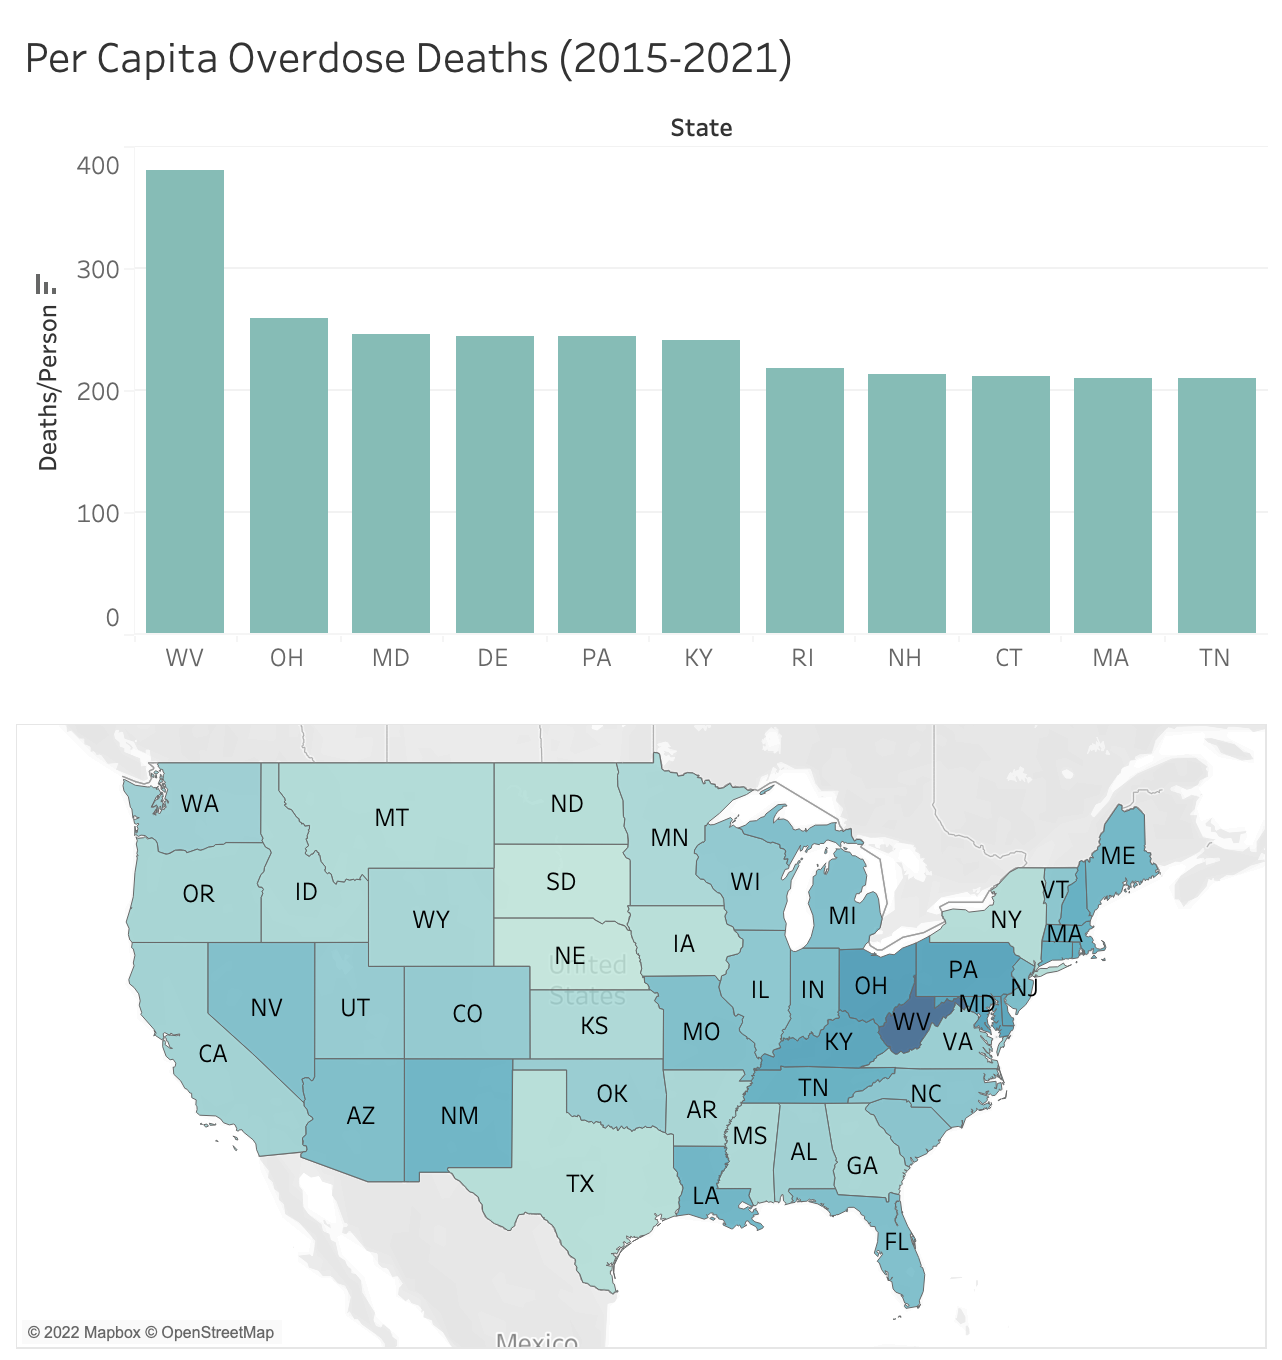 Per Capita Overdose Deaths (2015-2021)
State
Deaths/Person
400
300
200
100
0
WV OH MD DE PA KY RI NH CT MA TN
WA MT ND MN ME
OR ID WY SD WI MI VT NY MA
IA NE United States
NV UT CO KS MO IL IN OH PA NJ MD
CA KY WV VA
AZ NM OK AR TN NC
TX MS AL GA
LA FL
© 2022 Mapbox © OpenStreetMap
Mexico